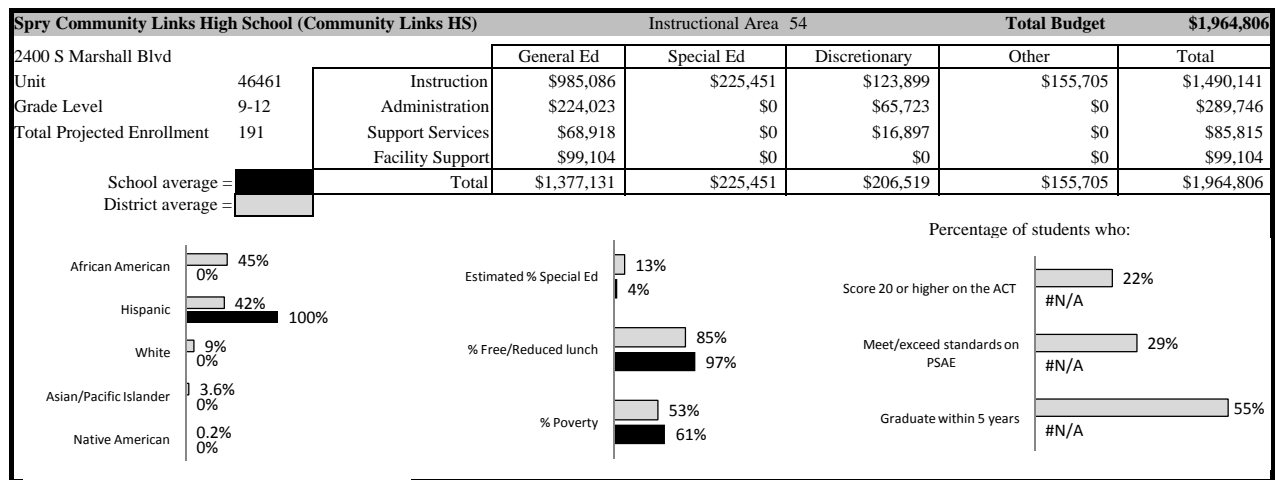 Spry Community Links High School (Community Links HS) Instructional Area 54 Total Budget $1,964,806
2400 S Marshall Blvd General Ed Special Ed Discretionary Other Total
Unit 46461 Instruction $985,086 $225,451 $123,899 $155,705 $1,490,141
Grade Level 9-12 Administration $224,023 $0 $65,723 $0 $289,746
Total Projected Enrollment 191 Support Services $68,918 $0 $16,897 $0 $85,815
Facility Support $99,104 $0 $0 $0 $99,104
School average = Total $1,377,131 $225,451 $206,519 $155,705 $1,964,806
District average =
Percentage of students who:
African American 45%
0%
Hispanic 42%
100%
White 9%
0%
Asian/Pacific Islander 3.6%
0%
Native American 0.2%
0%
Estimated % Special Ed 13%
4%
% Free/Reduced lunch 85%
97%
% Poverty 53%
61%
Score 20 or higher on the ACT 22%
#N/A
Meet/exceed standards on
PSAE
29%
#N/A
Graduate within 5 years 55%
#N/A